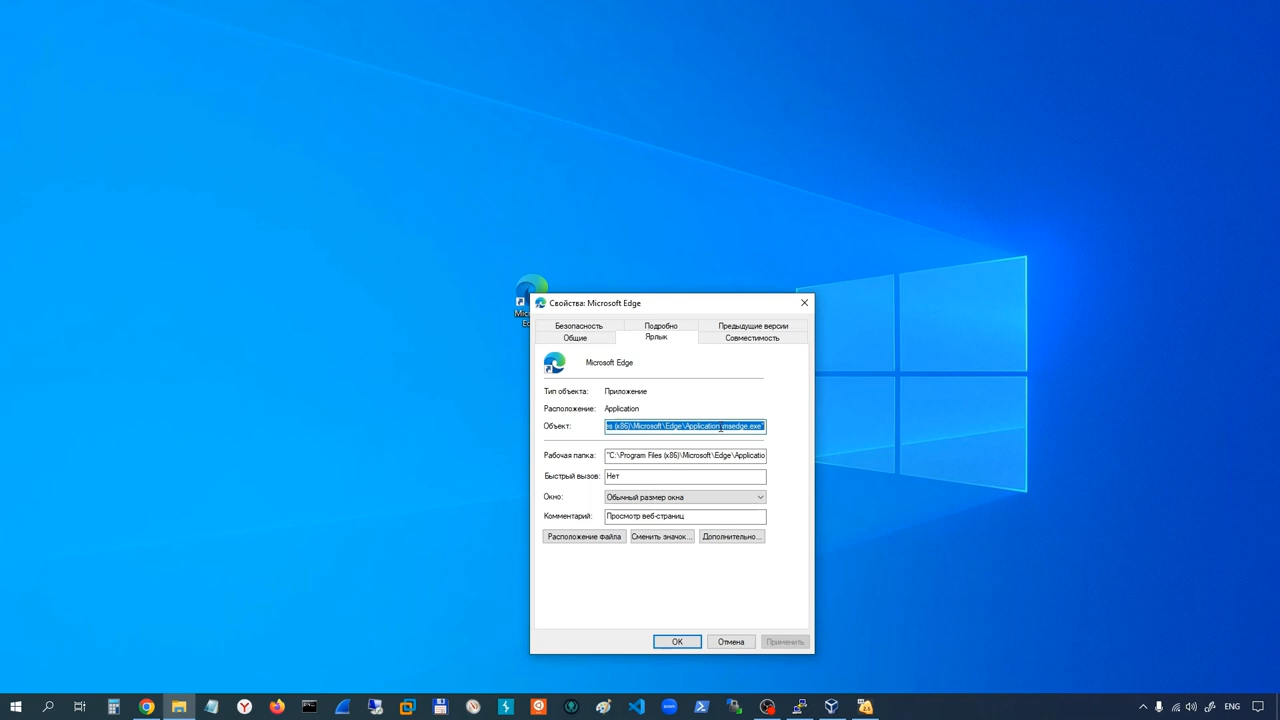 Свойства: Microsoft Edge
Безопасность
Подробно
Предыдущие версии
Общие
Ярлык
Совместимость
Microsoft Edge
Тип объекта: Приложение
Расположение: Application
Объект: es (x86)\Microsoft\Edge\Application\msedge.exe"
Рабочая папка: "C:\Program Files (x86)\Microsoft\Edge\Applicatio
Быстрый вызов: Нет
Окно: Обычный размер окна
Комментарий: Просмотр веб-страниц
Расположение файла
Сменить значок...
Дополнительно...
OK
Отмена
Применить
ENG